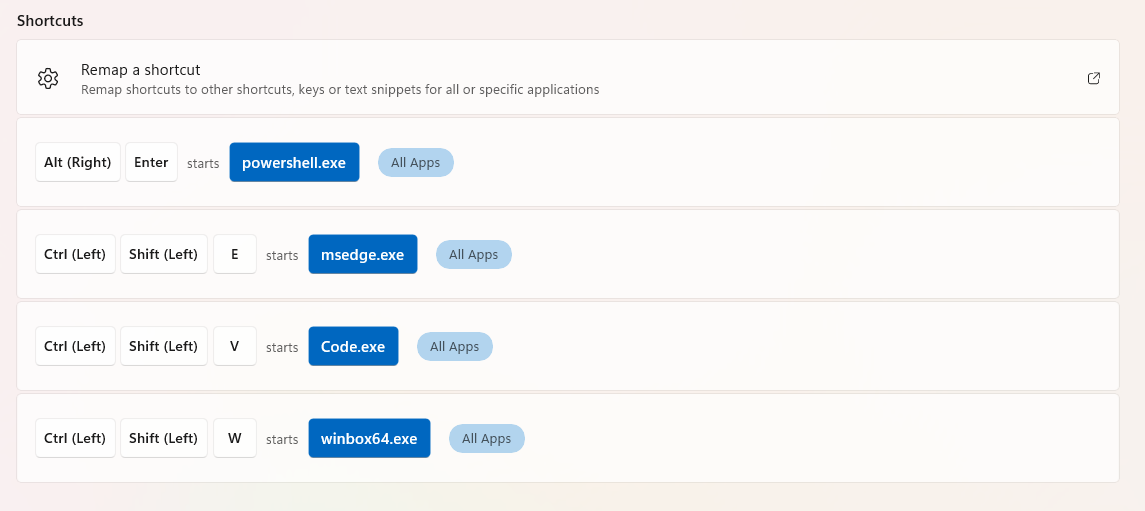 Shortcuts
Remap a shortcut
Remap shortcuts to other shortcuts, keys or text snippets for all or specific applications
Alt (Right) Enter starts powershell.exe All Apps
Ctrl (Left) Shift (Left) E starts msedge.exe All Apps
Ctrl (Left) Shift (Left) V starts Code.exe All Apps
Ctrl (Left) Shift (Left) W starts winbox64.exe All Apps